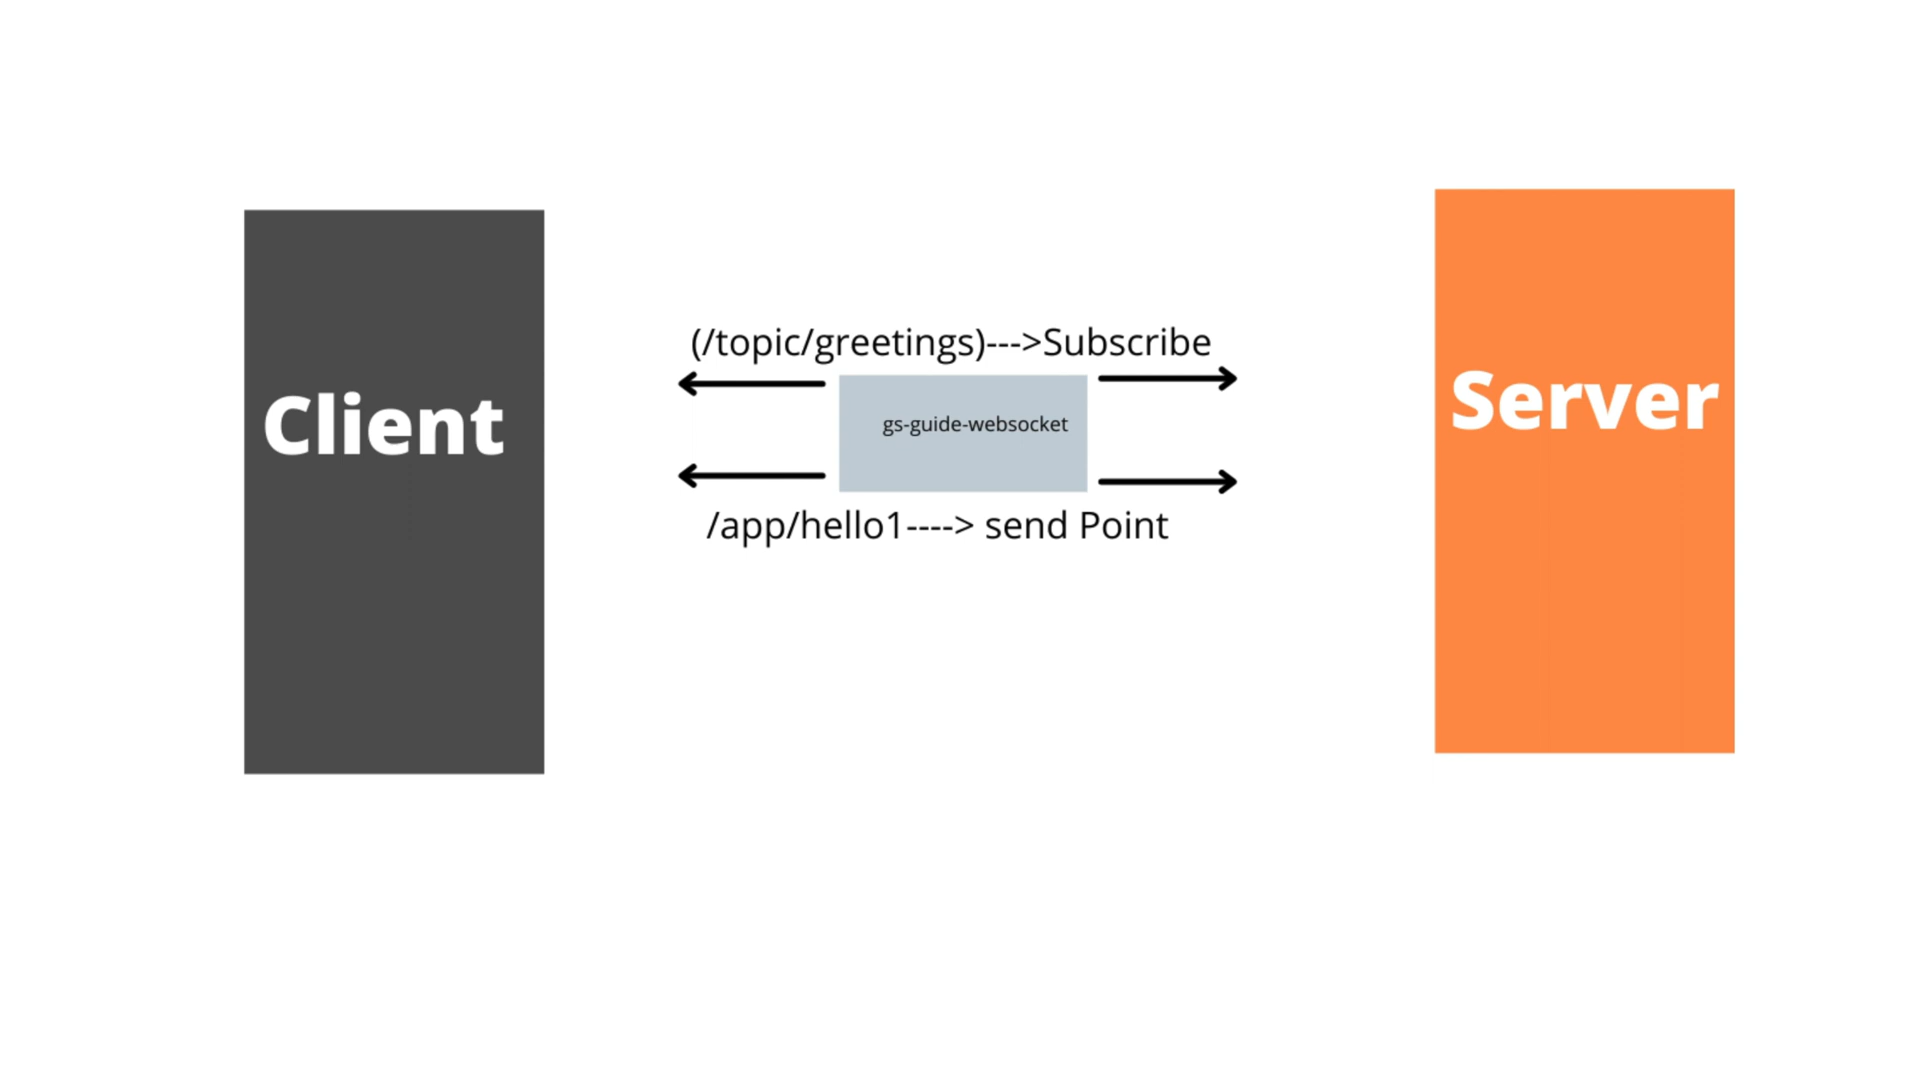 (/topic/greetings)--->Subscribe
Client
gs-guide-websocket
Server
/app/hello1----> send Point